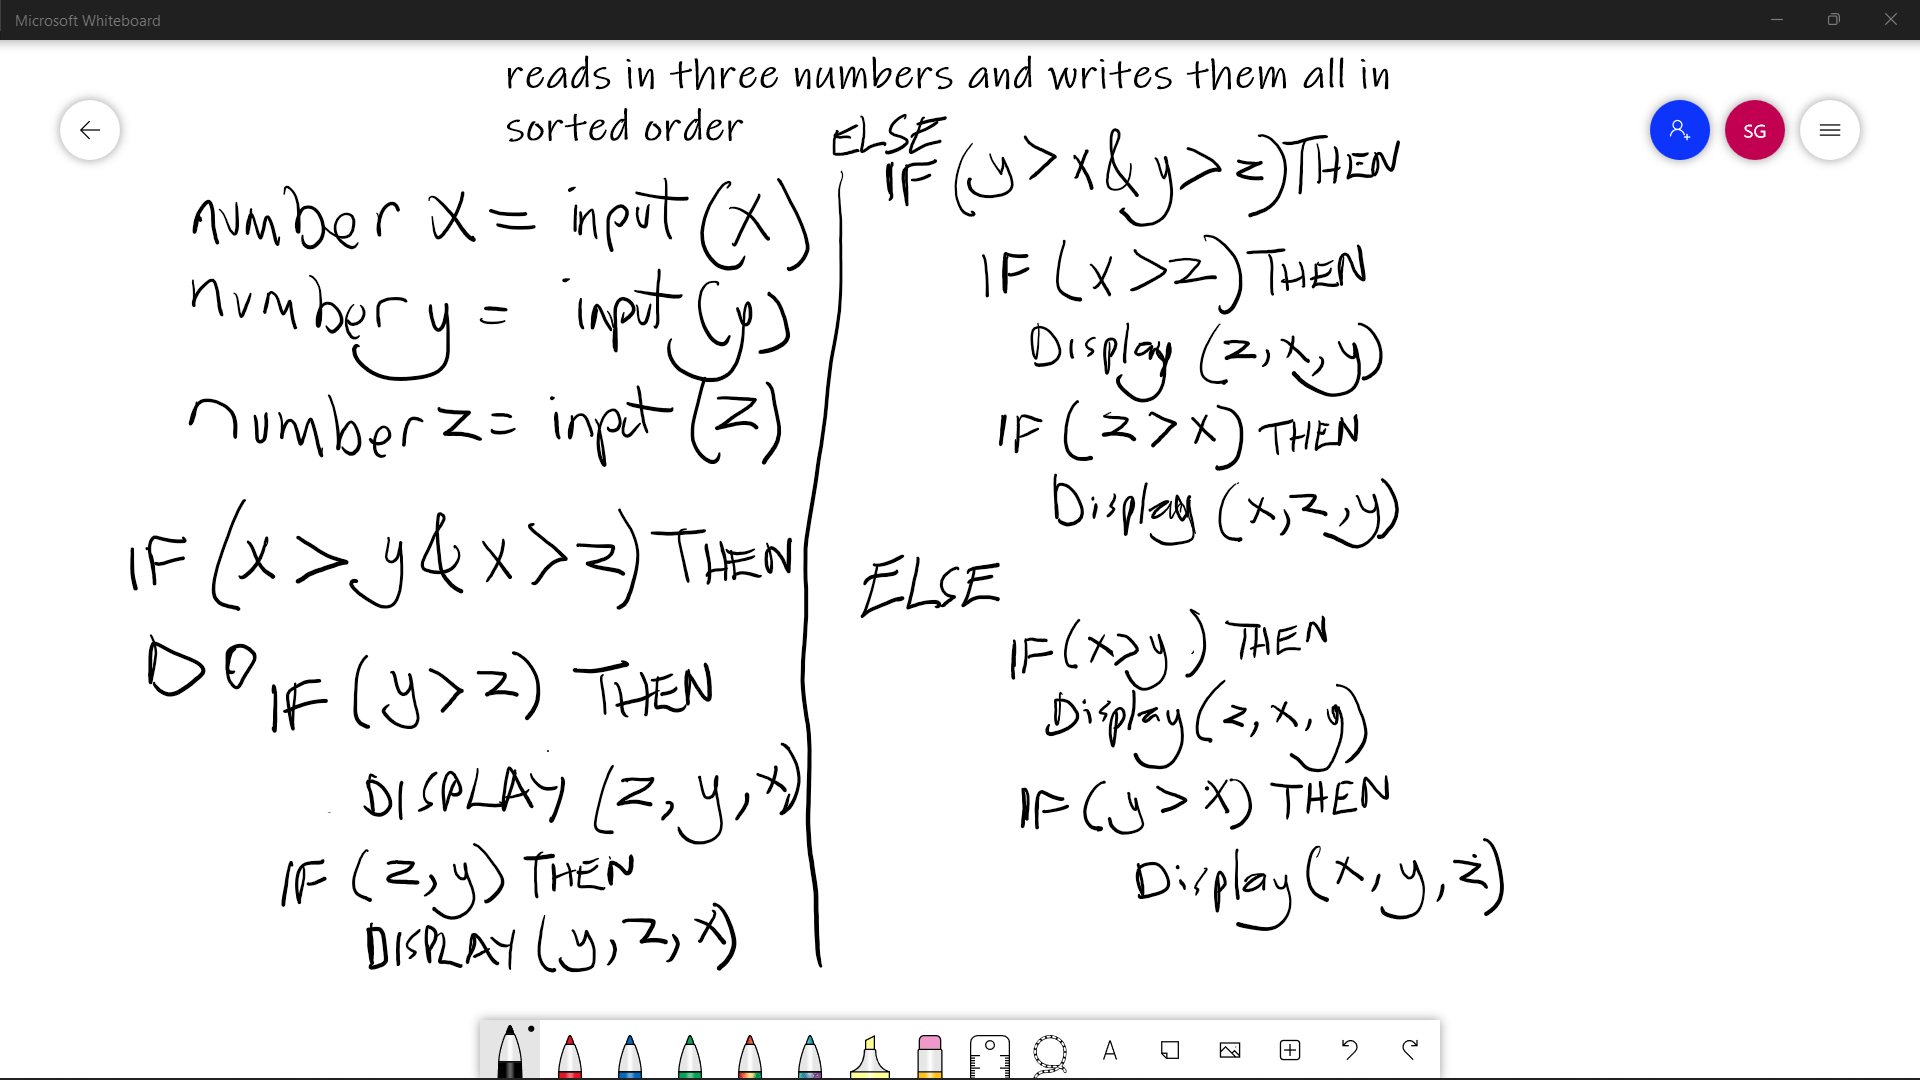 Microsoft Whiteboard
reads in three numbers and writes them all in
sorted order
SG
number x = input (x)
number y = input (y)
number z = input (z)
IF (x > y & x > z) THEN
DO
IF (y > z) THEN
DISPLAY (z, y, x)
IF (z, y) THEN
DISPLAY (y, z, x)
ELSE
IF (y > x & y > z) THEN
IF (x > z) THEN
Display (z, x, y)
IF (z > x) THEN
Display (x, z, y)
ELSE
IF (x > y) THEN
Display (z, x, y)
IF (y > x) THEN
Display (x, y, z)
A